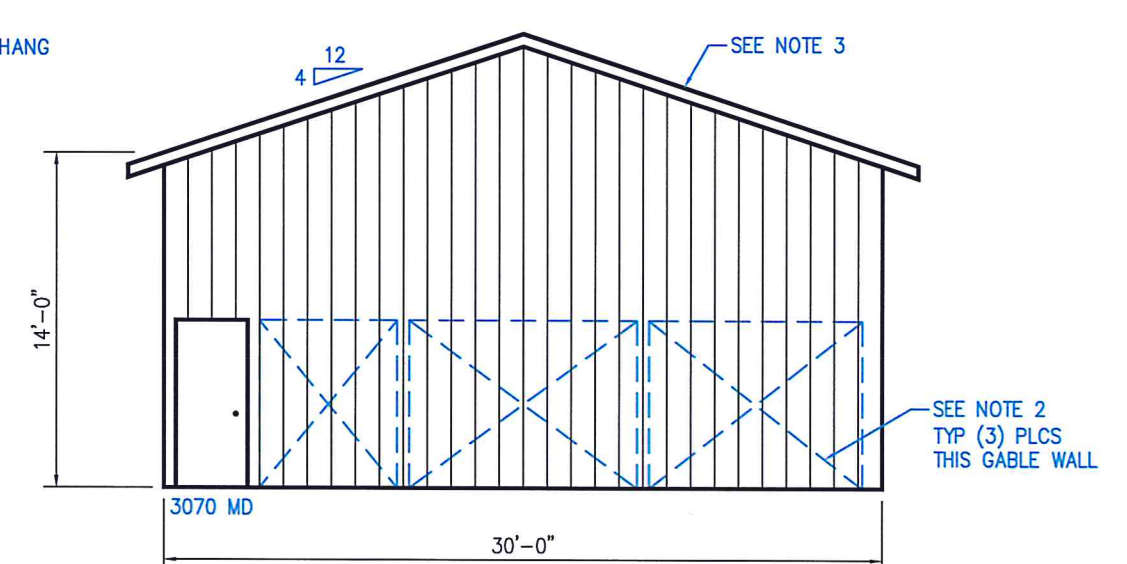 HANG
12
4
SEE NOTE 3
14'-0"
SEE NOTE 2
TYP (3) PLCS
THIS GABLE WALL
3070 MD
30'-0"